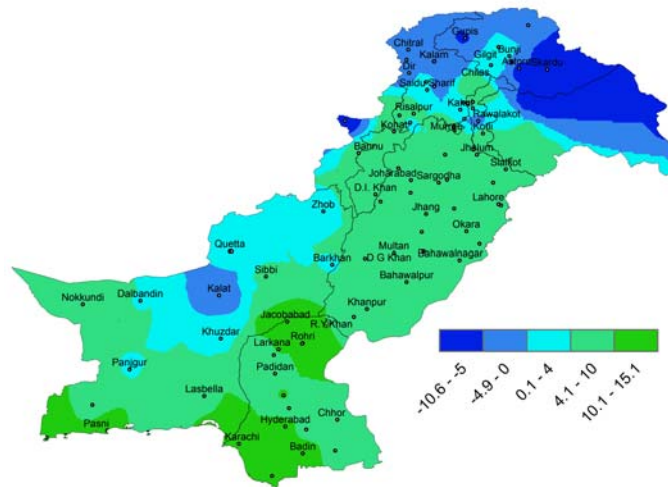 Gupis
Chitral
Kalam
Gilgit
Bunji
Dir
Astore
Skardu
Chilas
Saidu Sharif
Kakul
Risalpur
Rawalakot
Kohat
Murree
Kotli
Bannu
Jhelum
Sialkot
Joharabad
Sargodha
D.I. Khan
Lahore
Zhob
Jhang
Okara
Quetta
Multan
Barkhan
D G Khan
Bahawalnagar
Sibbi
Bahawalpur
Nokkundi
Dalbandin
Kalat
Khanpur
Jacobabad
R.Y.Khan
Khuzdar
Rohri
Larkana
Panjgur
Padidan
Lasbella
Chhor
Pasni
Hyderabad
Karachi
Badin
-10.6 - -5
-4.9 - 0
0.1 - 4
4.1 - 10
10.1 - 15.1